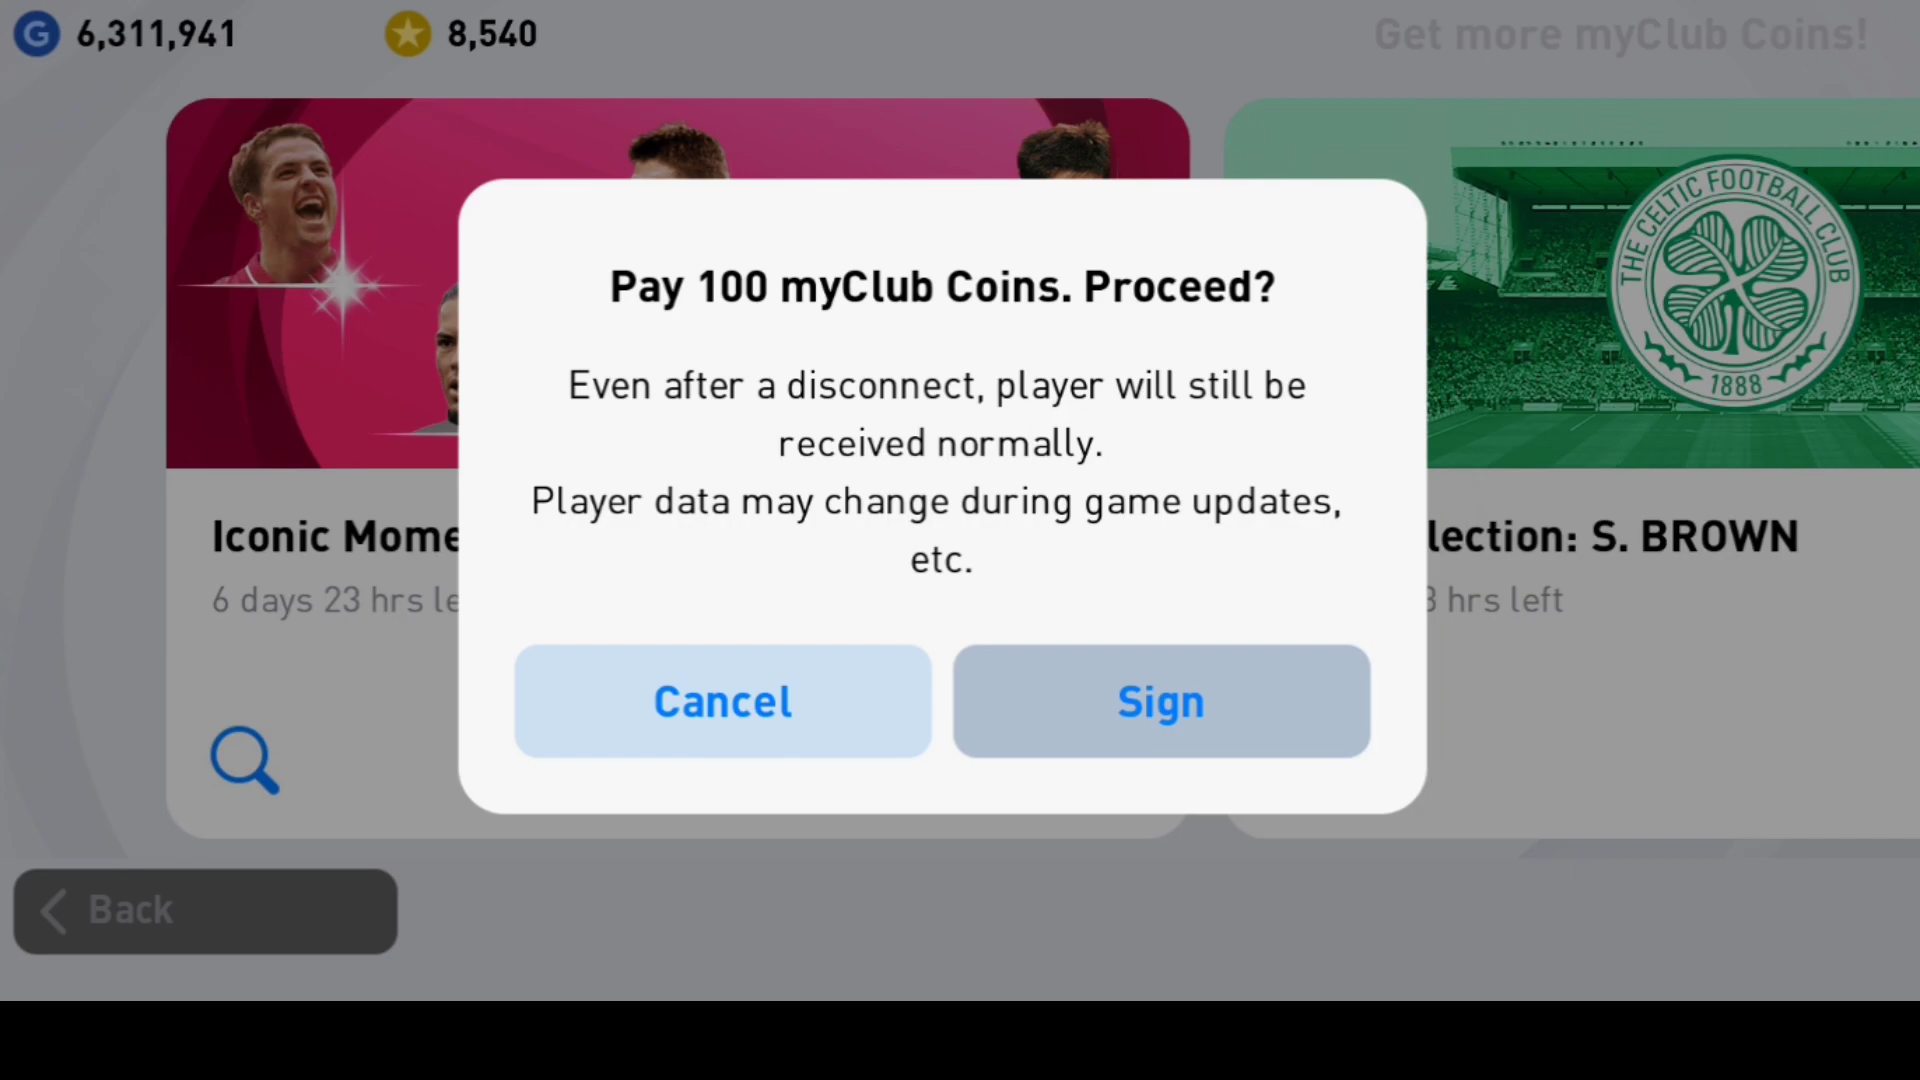 G 6,311,941 8,540 Get more myClub Coins!
THE CELTIC FOOTBALL CLUB
1888
Pay 100 myClub Coins. Proceed?
Even after a disconnect, player will still be
received normally.
Player data may change during game updates,
etc.
Iconic Mome
lection: S. BROWN
6 days 23 hrs le
hrs left
Cancel
Sign
Back